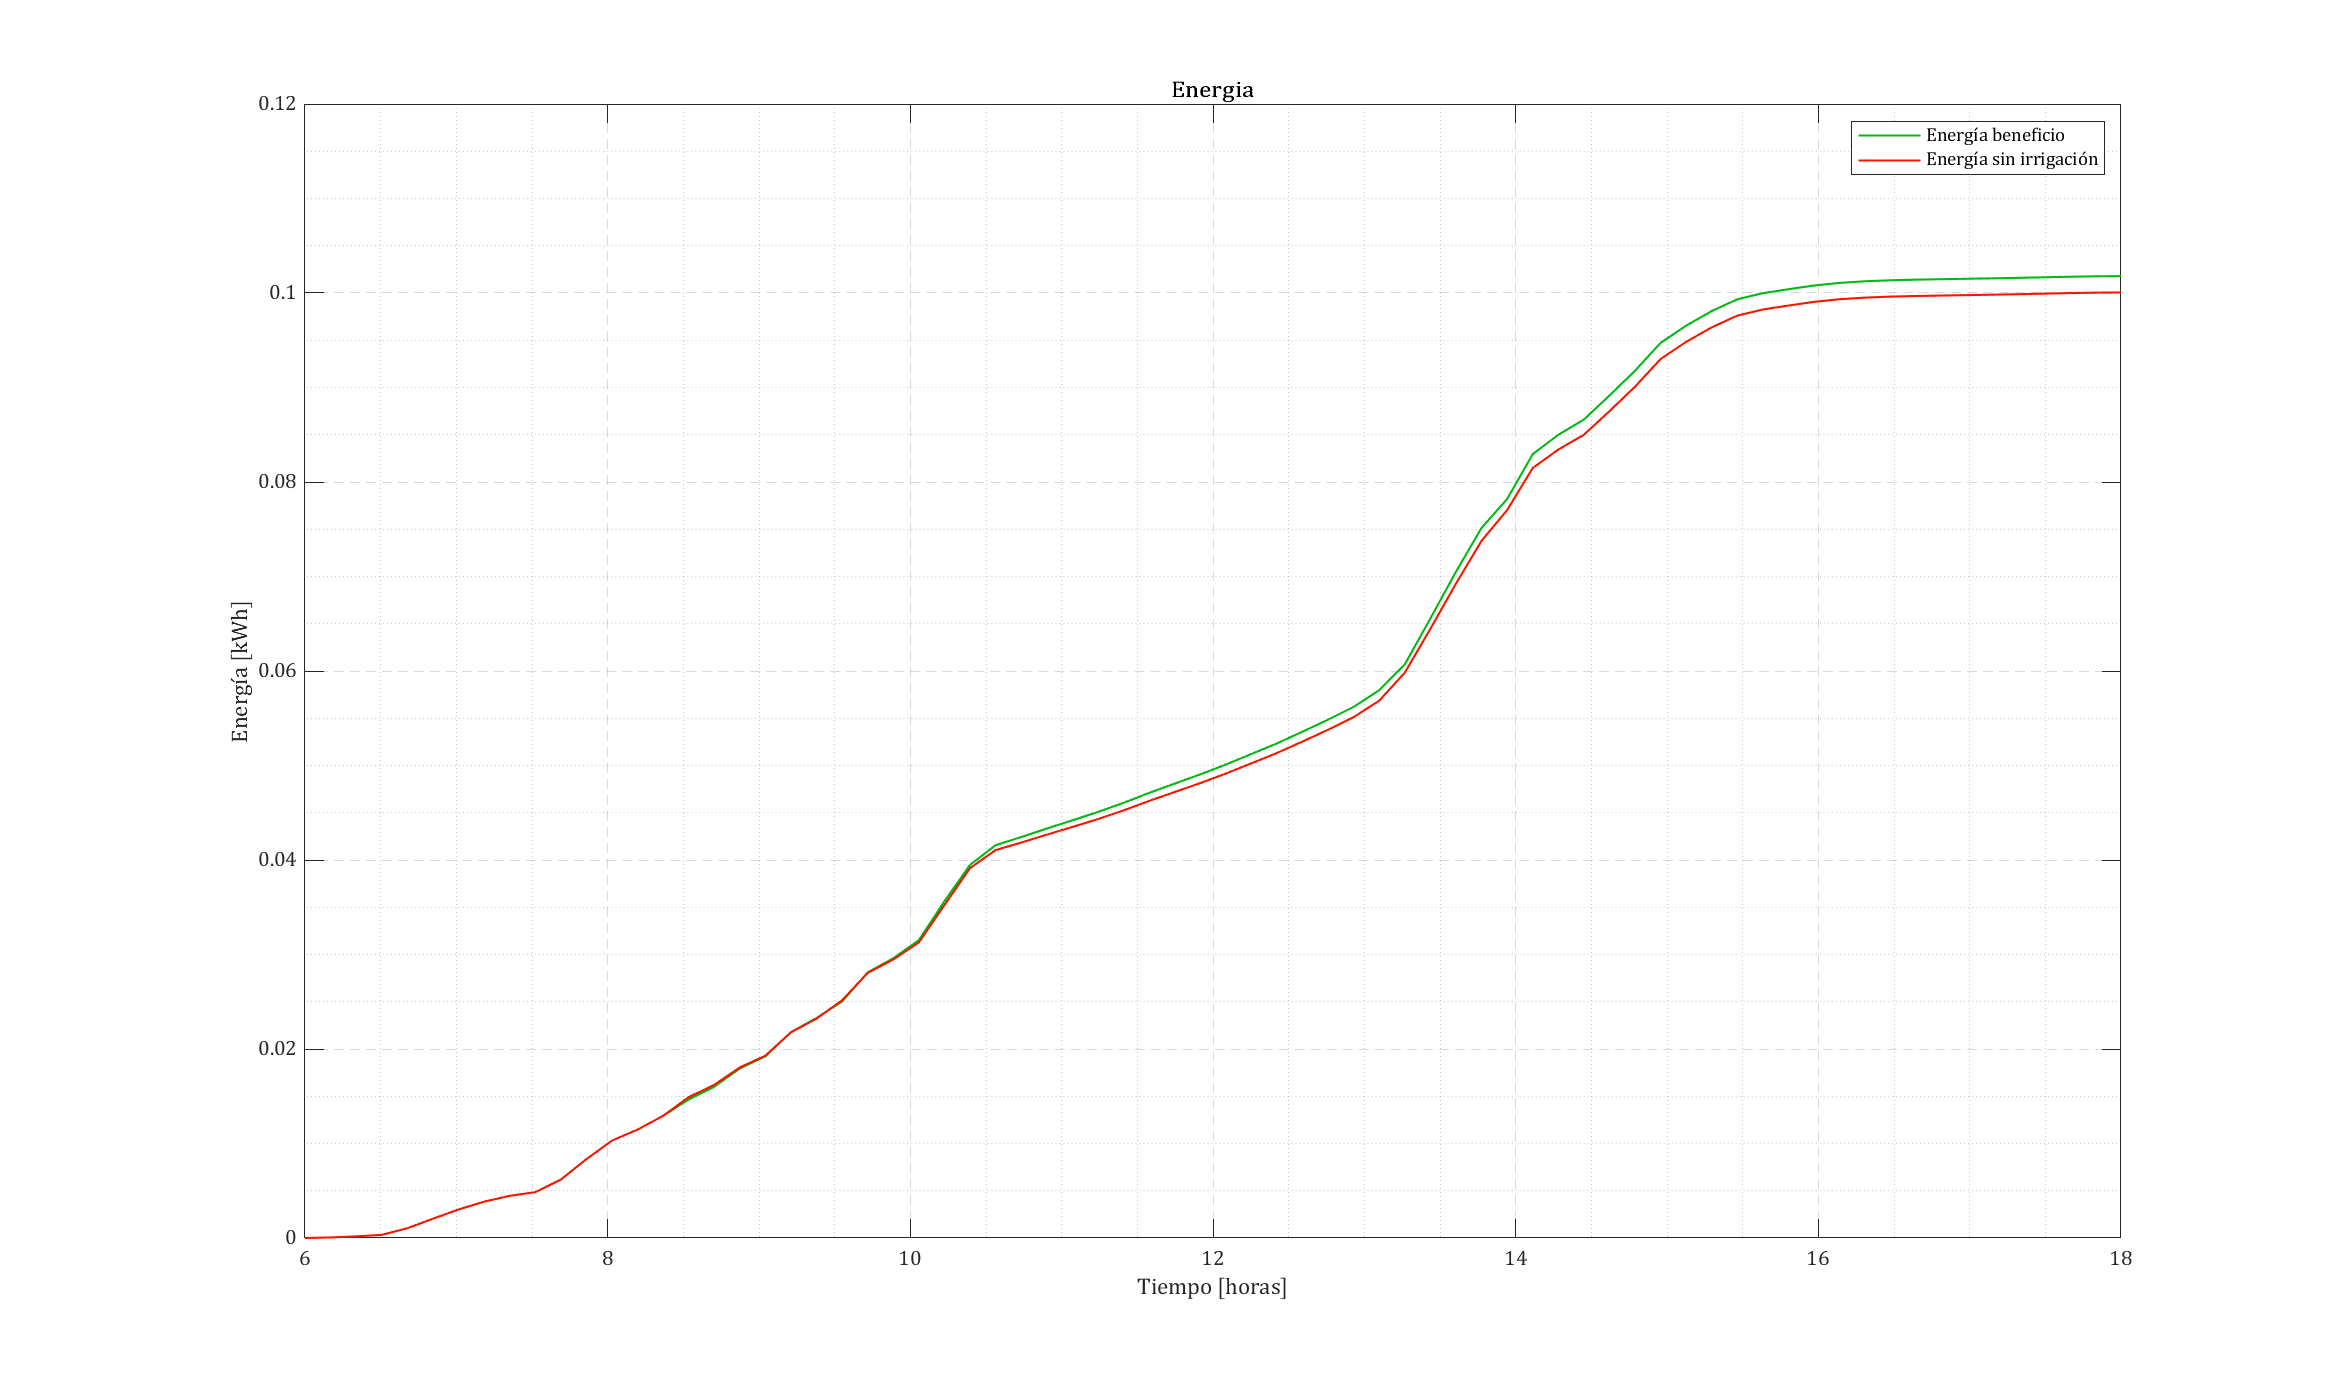 Energia
Energía beneficio
Energía sin irrigación
0.12
0.1
0.08
0.06
0.04
0.02
0
Energía [kWh]
6 8 10 12 14 16 18
Tiempo [horas]